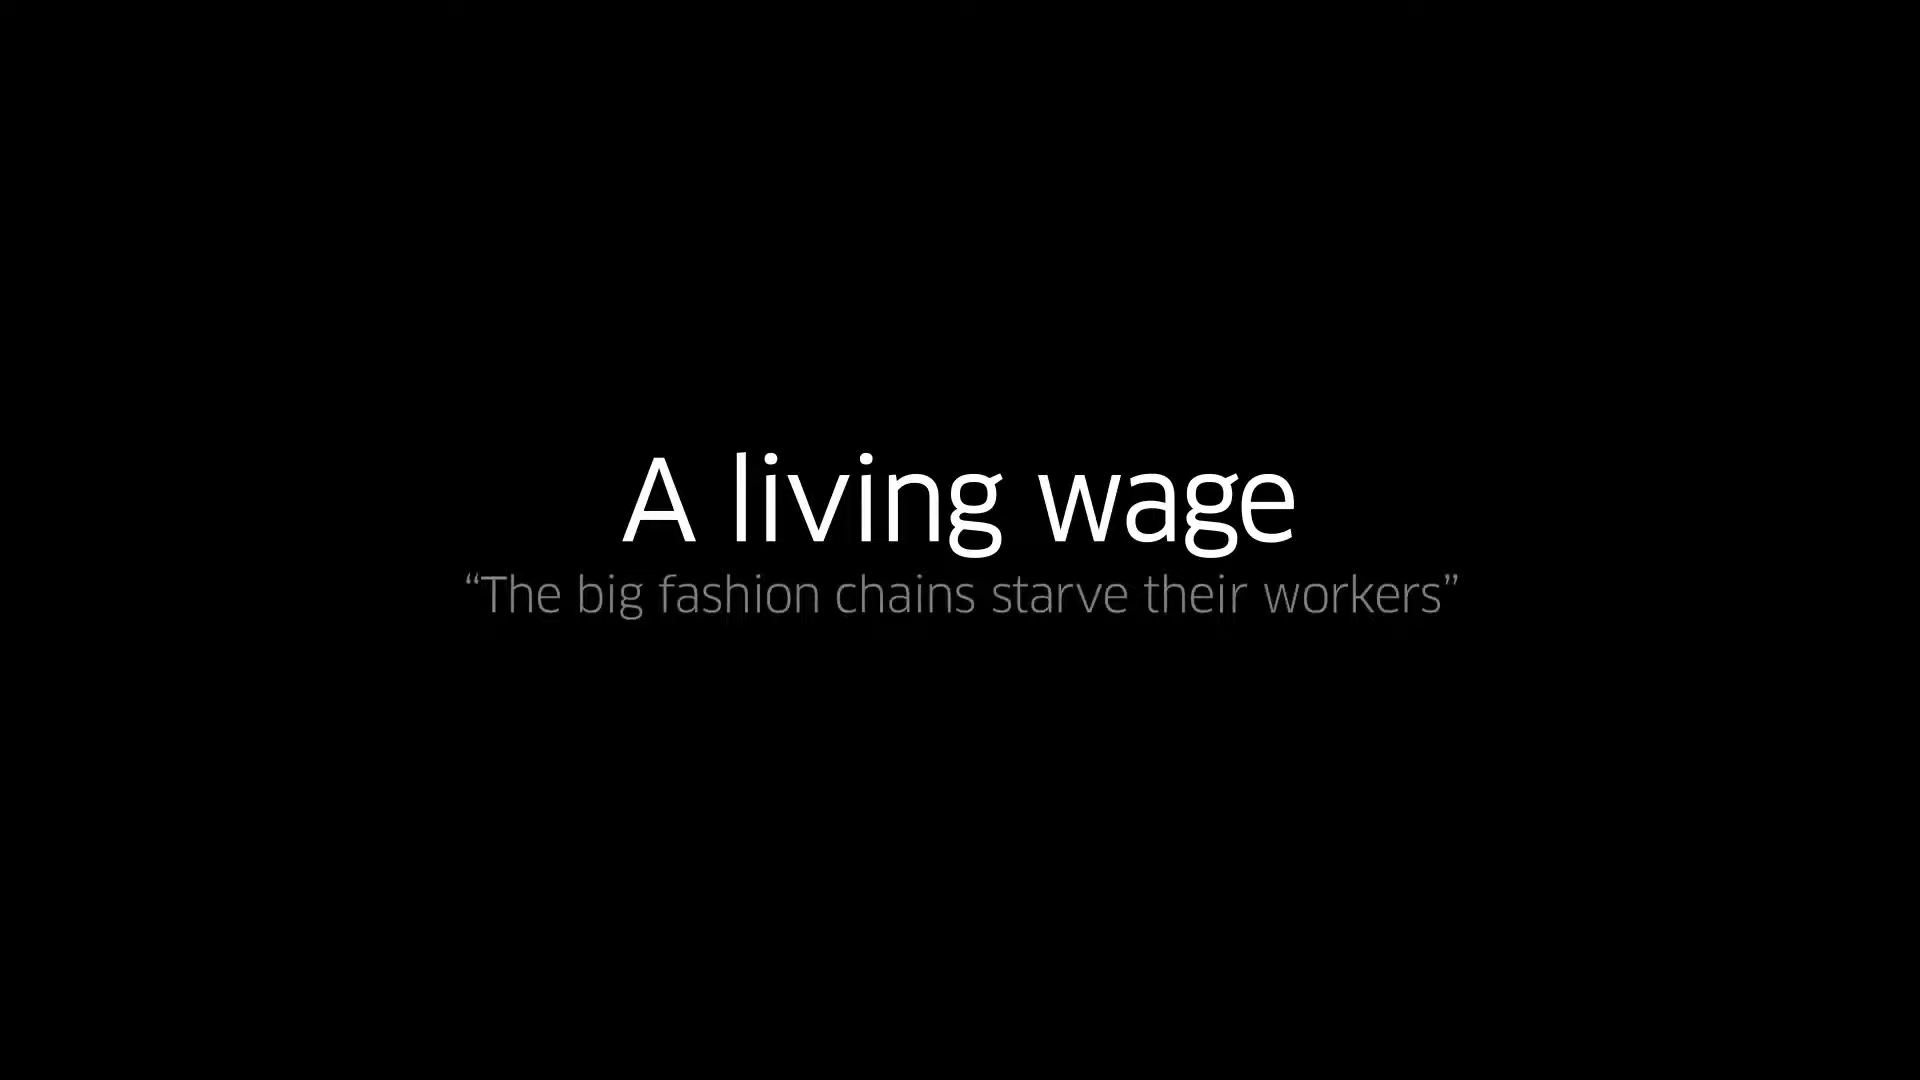 A living wage
“The big fashion chains starve their workers”